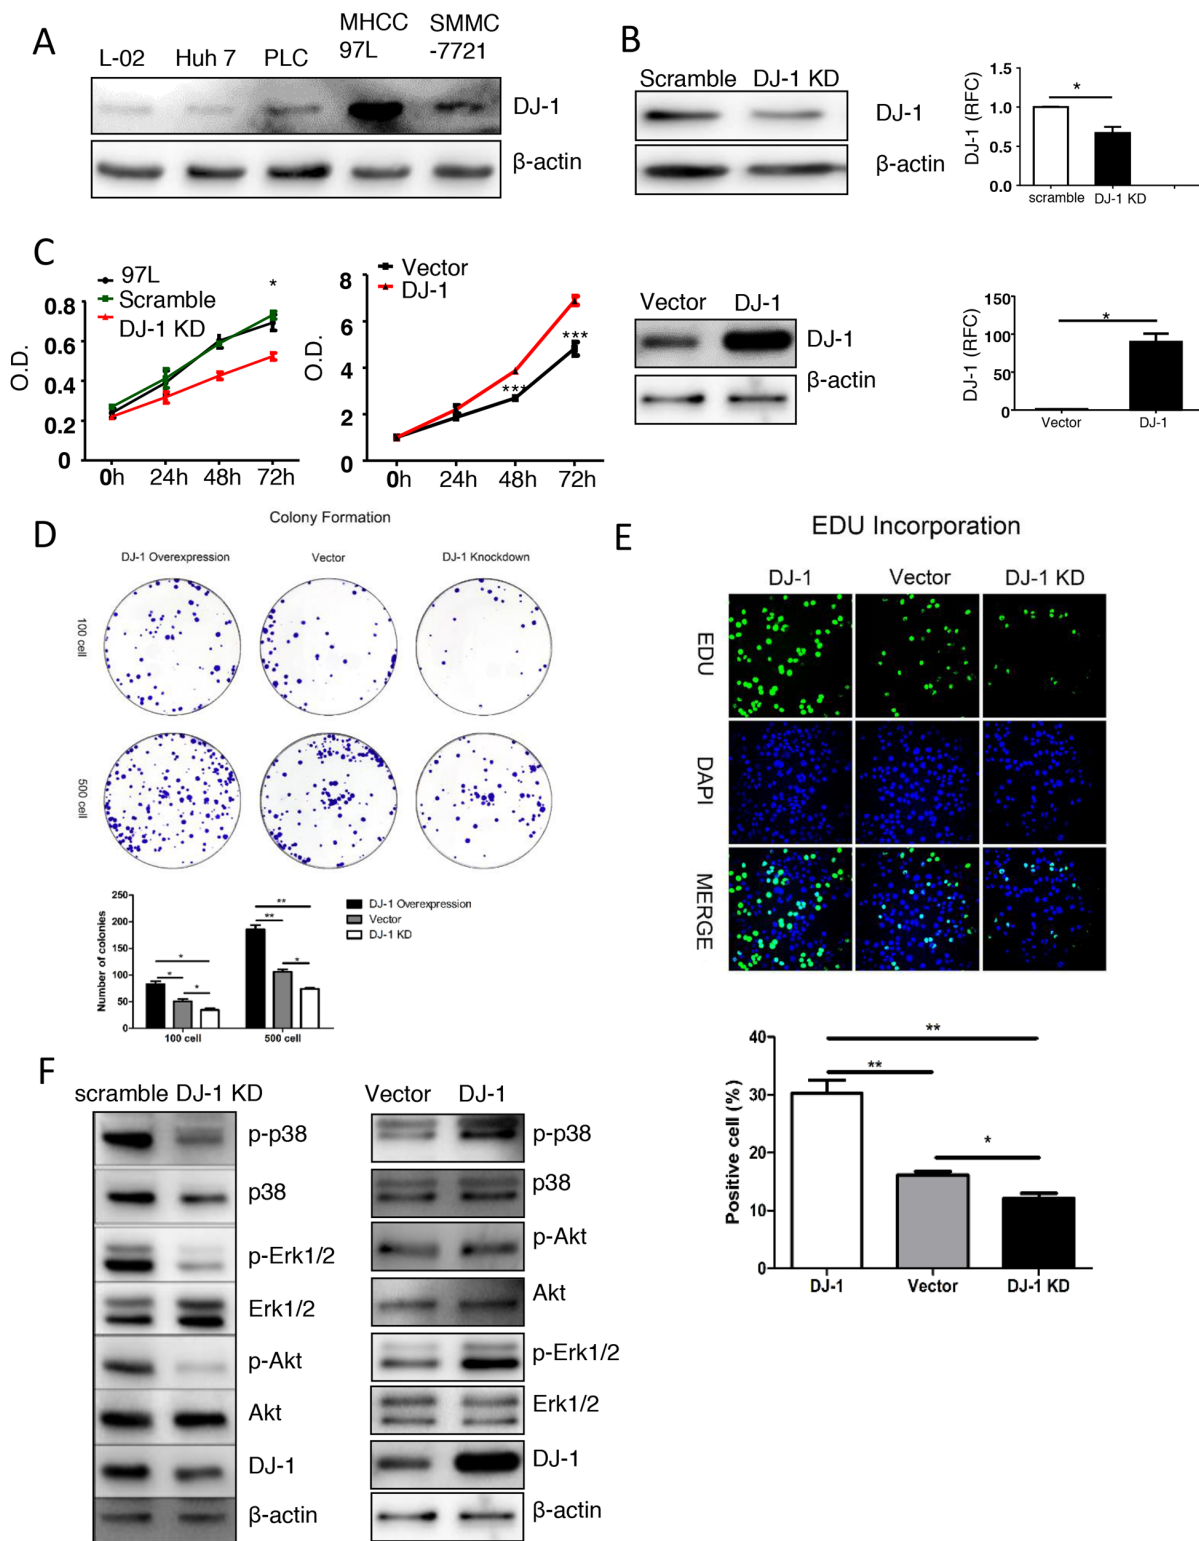 A
L-02
Huh 7
PLC
MHCC
97L
SMMC
-7721
DJ-1
β-actin
B
Scramble
DJ-1 KD
DJ-1
β-actin
DJ-1 (RFC)
1.5
1.0
0.5
0.0
*
scramble
DJ-1 KD
Vector
DJ-1
DJ-1
β-actin
DJ-1 (RFC)
150
100
50
0
*
Vector
DJ-1
C
97L
Scramble
DJ-1 KD
*
O.D.
0.8
0.6
0.4
0.2
0
0h
24h
48h
72h
Vector
DJ-1
O.D.
8
6
4
2
0
***
***
0h
24h
48h
72h
D
Colony Formation
DJ-1 Overexpression
Vector
DJ-1 Knockdown
100 cell
500 cell
Number of colonies
250
200
150
100
50
0
*
*
*
**
**
*
100 cell
500 cell
DJ-1 Overexpression
Vector
DJ-1 KD
E
EDU Incorporation
DJ-1
Vector
DJ-1 KD
EDU
DAPI
MERGE
Positive cell (%)
40
30
20
10
0
**
**
*
DJ-1
Vector
DJ-1 KD
F
scramble DJ-1 KD
p-p38
p38
p-Erk1/2
Erk1/2
p-Akt
Akt
DJ-1
β-actin
Vector
DJ-1
p-p38
p38
p-Akt
Akt
p-Erk1/2
Erk1/2
DJ-1
β-actin